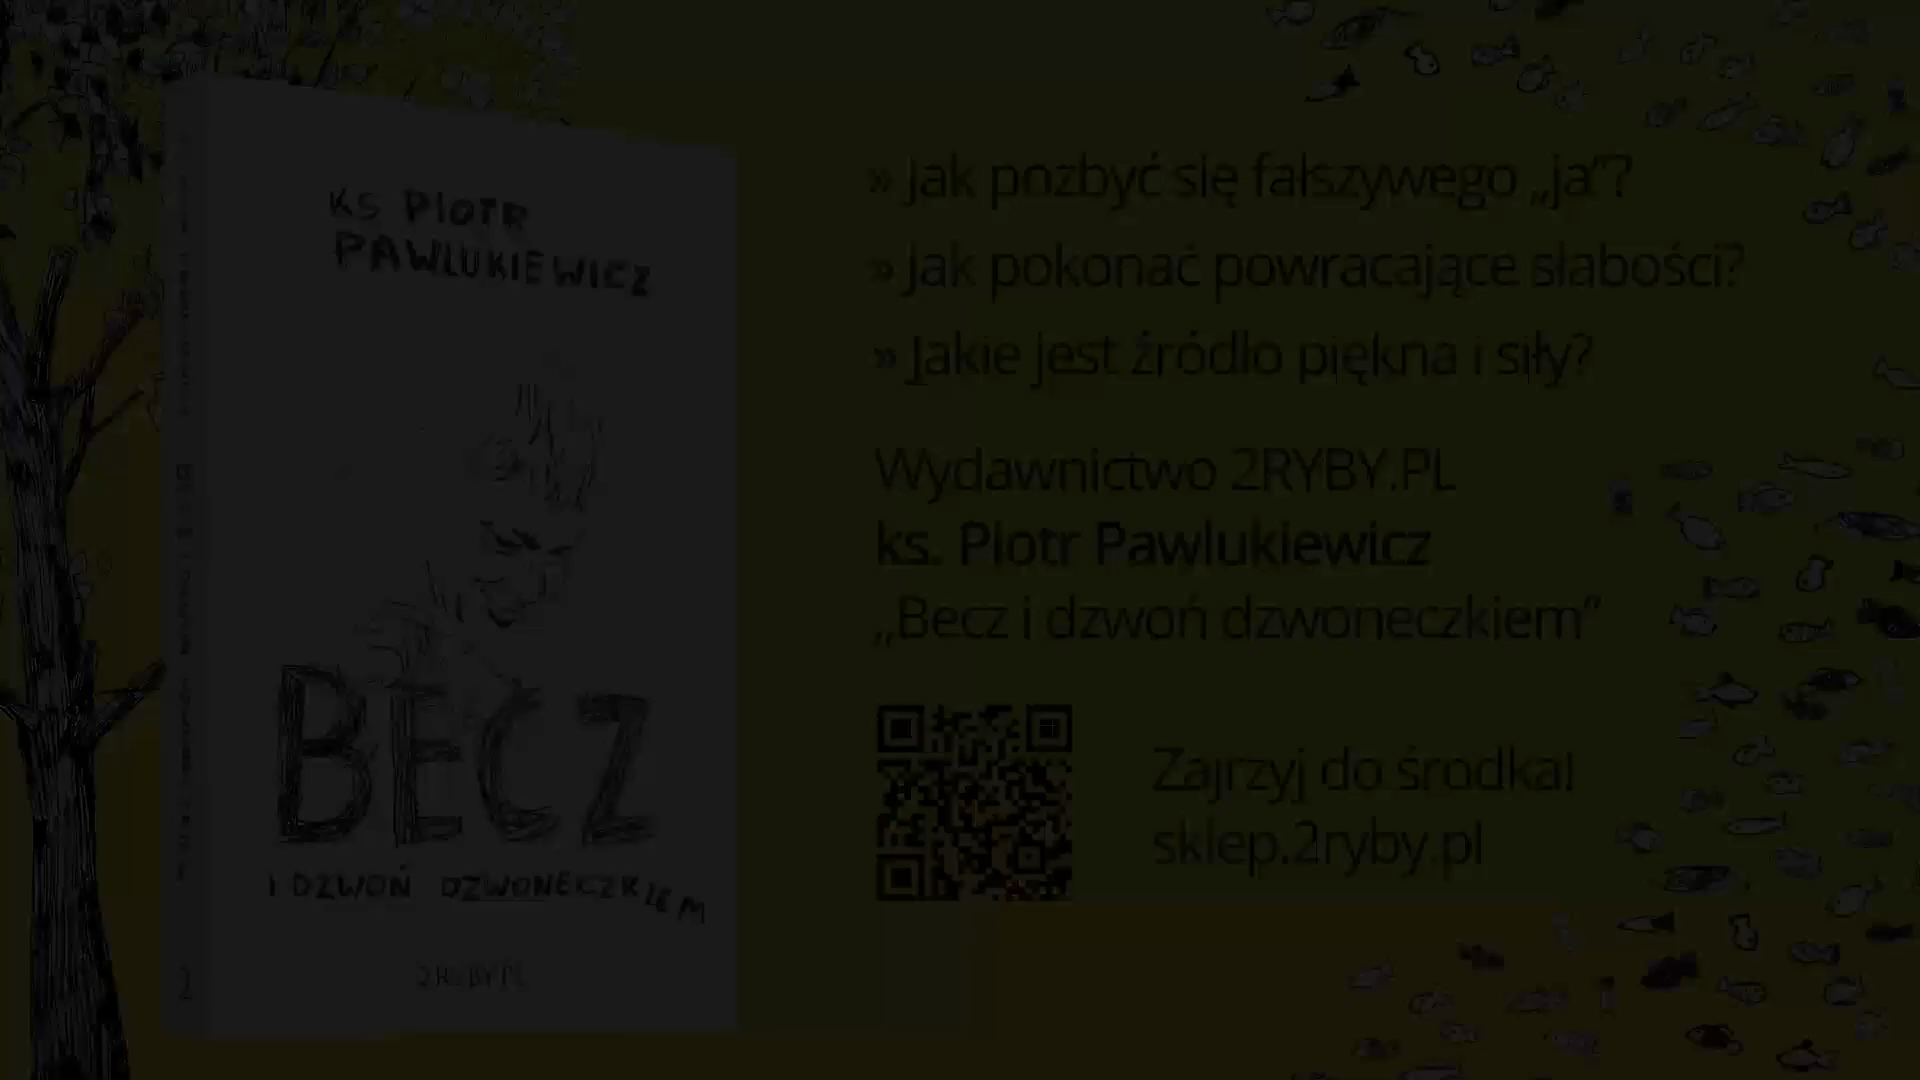 KS PIOTR
PAWLUKIEWICZ
BECZ
I DZWOŃ DZWONECZKIEM
2RYBY.PL
» Jak pozbyć się fałszywego „ja”?
» Jak pokonać powracające słabości?
» Jakie jest źródło piękna i siły?
Wydawnictwo 2RYBY.PL
ks. Piotr Pawlukiewicz
„Becz i dzwoń dzwoneczkiem”
Zajrzyj do środka!
sklep.2ryby.pl